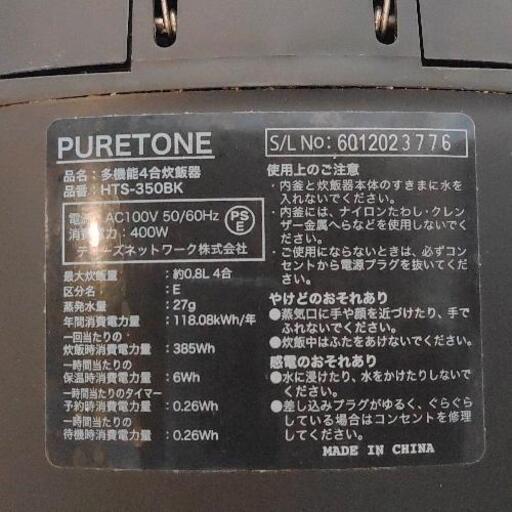 PURETONE
品名：多機能4合炊飯器
品番：HTS-350BK
電源：AC100V 50/60Hz
消費電力：400W
ティーズネットワーク株式会社
PS
E
最大炊飯量：約0.8L 4合
区分名：E
蒸発水量：27g
年間消費電力量：118.08kWh/年
一回当たりの
炊飯時消費電力量：385Wh
一時間当たりの
保温時消費電力量：6Wh
一時間当たりのタイマー
予約時消費電力量：0.26Wh
一時間当たりの
待機時消費電力量：0.26Wh
S/L No: 6012023776
使用上のご注意
・内釜と炊飯器本体のすきまに水を
入れないでください。
・内釜には、ナイロンたわし・クレン
ザー金属へらなどを使用しないで
ください。
・ご使用にならないときは、必ずコン
セントから電源プラグを抜いてく
ださい。
やけどのおそれあり
●蒸気口に手や顔を近づけたり、手で
ふれないでください。
●炊飯中はふたをあけないでください。
感電のおそれあり
●水に浸けたり、水をかけたりしない
でください。
●差し込みプラグがゆるく、ぐらぐら
している場合はコンセントを修理
してください。
MADE IN CHINA